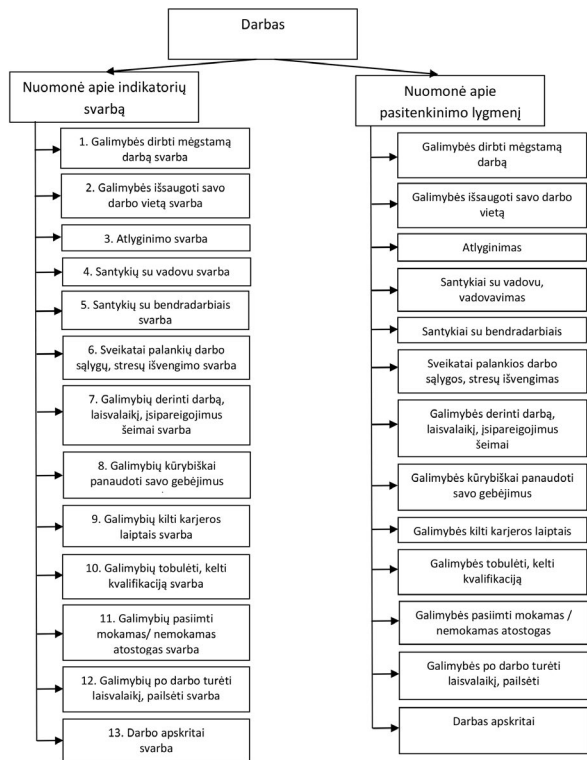 Darbas
Nuomonė apie indikatorių
svarbą
1. Galimybės dirbti mėgstamą
darbą svarba
2. Galimybės išsaugoti savo
darbo vietą svarba
3. Atlyginimo svarba
4. Santykių su vadovu svarba
5. Santykių su bendradarbiais
svarba
6. Sveikatai palankių darbo
sąlygų, stresų išvengimo svarba
7. Galimybių derinti darbą,
laisvalaikį, įsipareigojimus
šeimai svarba
8. Galimybių kūrybiškai
panaudoti savo gebėjimus
9. Galimybių kilti karjeros
laiptais svarba
10. Galimybių tobulėti, kelti
kvalifikaciją svarba
11. Galimybių pasiimti
mokamas/ nemokamas
atostogas svarba
12. Galimybių po darbo turėti
laisvalaikį, pailsėti svarba
13. Darbo apskritai
svarba
Nuomonė apie
pasitenkinimo lygmenį
Galimybės dirbti mėgstamą
darbą
Galimybės išsaugoti savo darbo
vietą
Atlyginimas
Santykiai su vadovu,
vadovavimas
Santykiai su bendradarbiais
Sveikatai palankios darbo
sąlygos, stresų išvengimas
Galimybės derinti darbą,
laisvalaikį, įsipareigojimus
šeimai
Galimybės kūrybiškai panaudoti
savo gebėjimus
Galimybės kilti karjeros laiptais
Galimybės tobulėti, kelti
kvalifikaciją
Galimybės pasiimti mokamas /
nemokamas atostogas
Galimybės po darbo turėti
laisvalaikį, pailsėti
Darbas apskritai